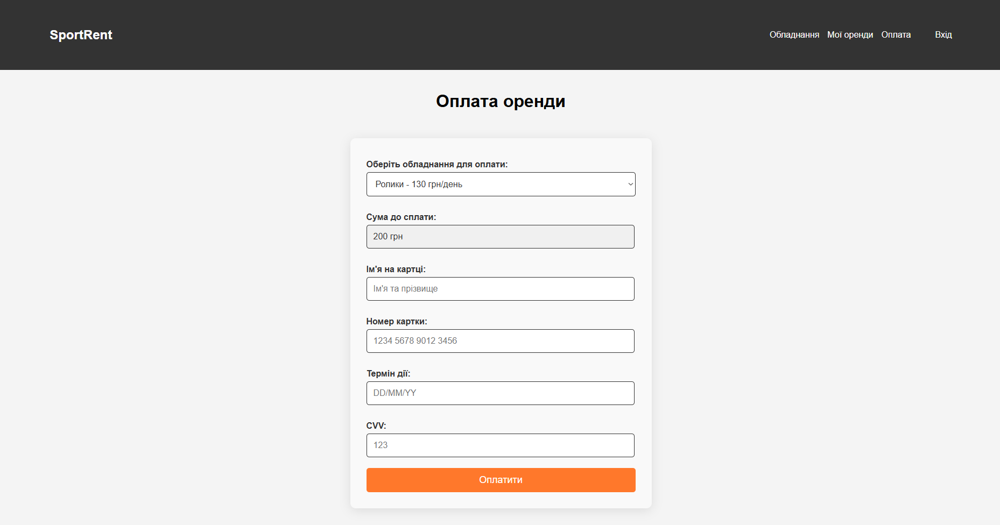 SportRent
Обладнання Мої оренди Оплата Вхід
Оплата оренди
Оберіть обладнання для оплати:
Ролики - 130 грн/день
Сума до сплати:
200 грн
Ім'я на картці:
Ім'я та прізвище
Номер картки:
1234 5678 9012 3456
Термін дії:
DD/MM/YY
CVV:
123
Оплатити